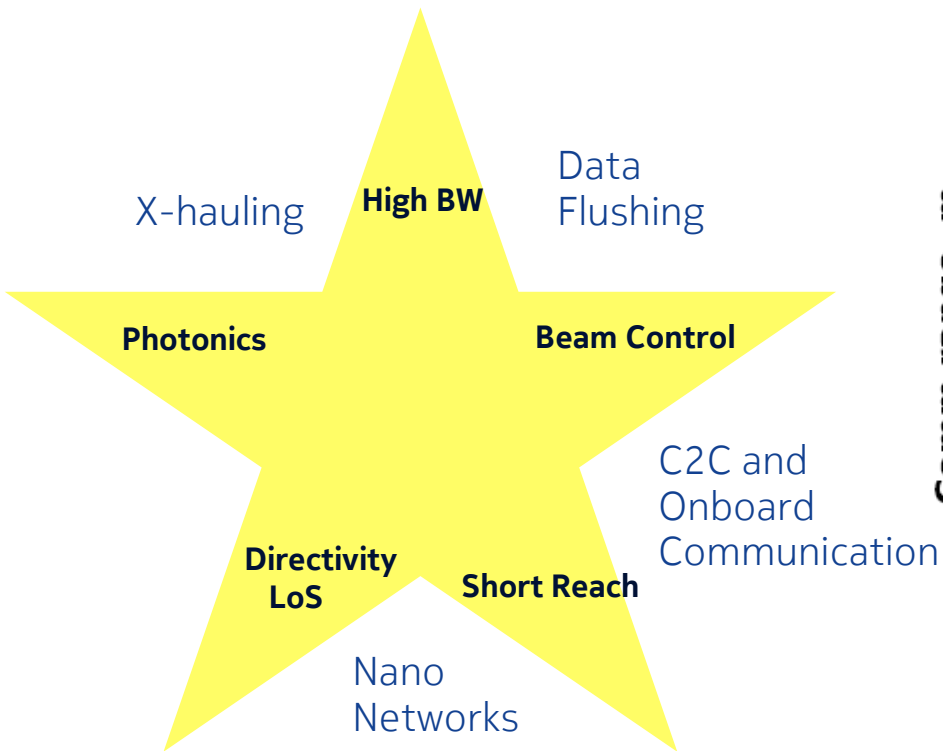 High BW
X-hauling
Data
Flushing
Photonics
Beam Control
C2C and
Onboard
Communication
Directivity
LoS
Short Reach
Nano
Networks